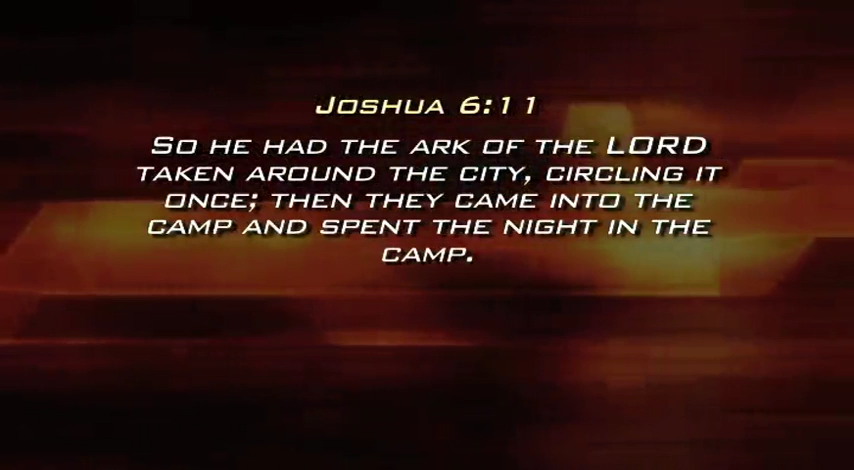 Joshua 6:11
So he had the ark of the LORD
taken around the city, circling it
once; then they came into the
camp and spent the night in the
camp.